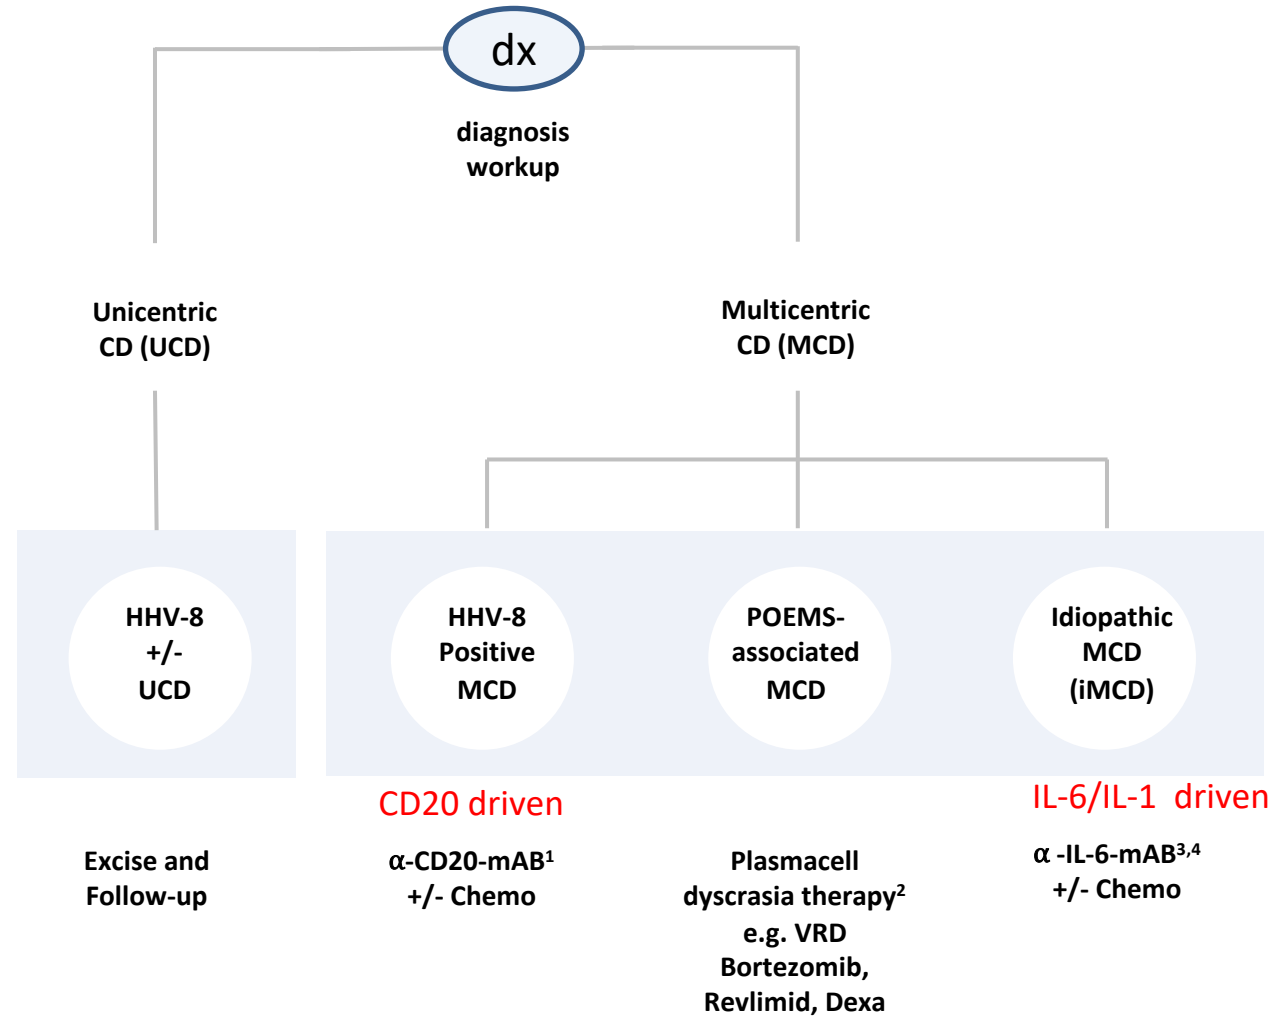 dx
diagnosis
workup
Unicentric
CD (UCD)
Multicentric
CD (MCD)
HHV-8
+/-
UCD
HHV-8
Positive
MCD
POEMS-
associated
MCD
Idiopathic
MCD
(iMCD)
CD20 driven
IL-6/IL-1 driven
Excise and
Follow-up
α-CD20-mAB¹
+/- Chemo
Plasmacell
dyscrasia therapy²
e.g. VRD
Bortezomib,
Revlimid, Dexa
α -IL-6-mAB³,⁴
+/- Chemo